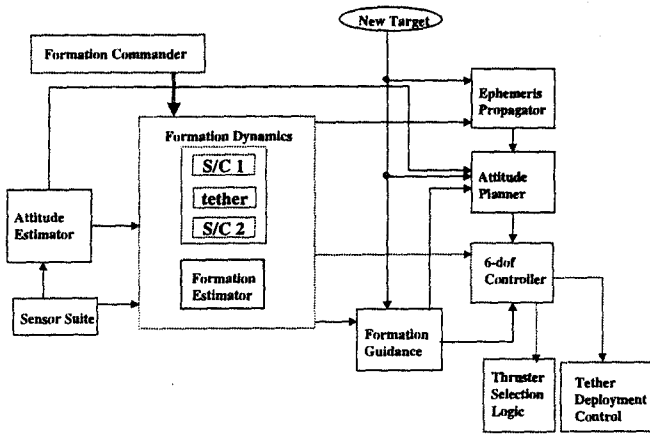 New Target
Formation Commander
Ephemeris
Propagator
Formation Dynamics
S/C 1
tether
S/C 2
Attitude
Planner
Attitude
Estimator
6-dof
Controller
Formation
Estimator
Sensor Suite
Formation
Guidance
Thruster
Selection
Logic
Tether
Deployment
Control